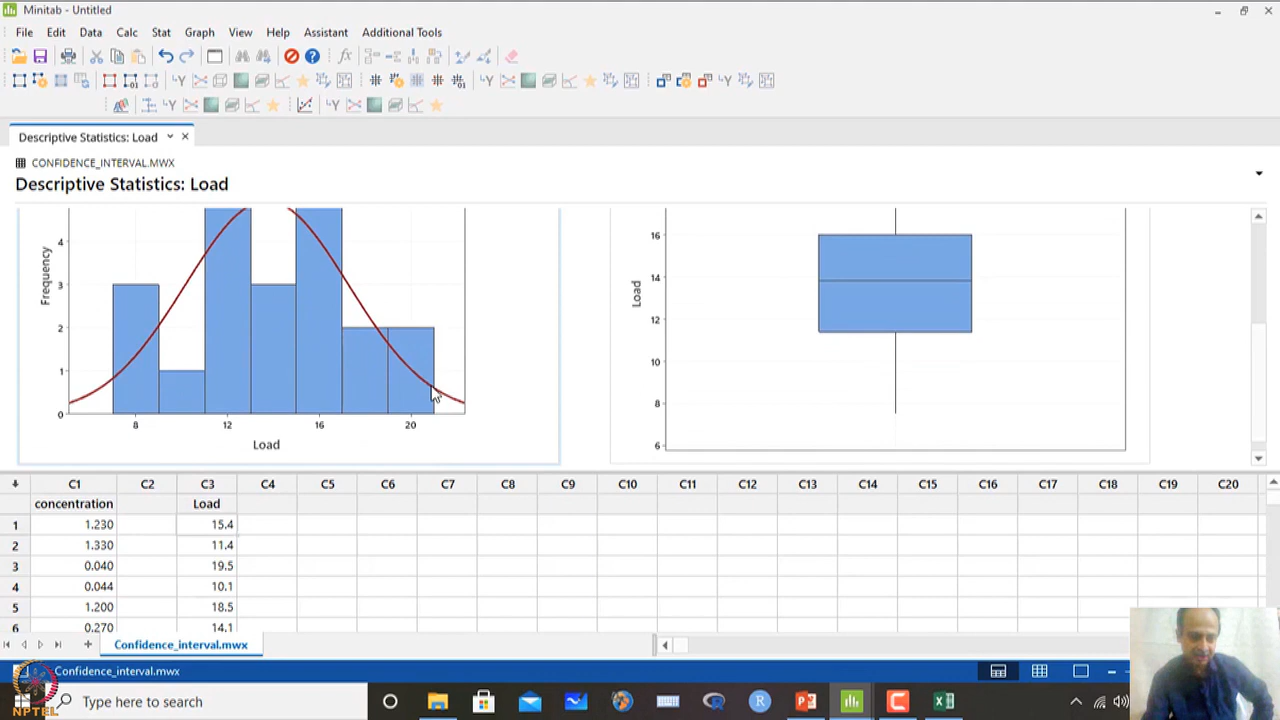 Minitab - Untitled
File Edit Data Calc Stat Graph View Help Assistant Additional Tools
Descriptive Statistics: Load
CONFIDENCE_INTERVAL.MWX
Descriptive Statistics: Load
Frequency
4
3
2
1
0
8 12 16 20
Load
Load
16
14
12
10
8
6
C1 C2 C3 C4 C5 C6 C7 C8 C9 C10 C11 C12 C13 C14 C15 C16 C17 C18 C19 C20
concentration Load
1 1.230 15.4
2 1.330 11.4
3 0.040 19.5
4 0.044 10.1
5 1.200 18.5
6 0.270 14.1
Confidence_interval.mwx
Confidence_interval.mwx
Type here to search
NPTEL